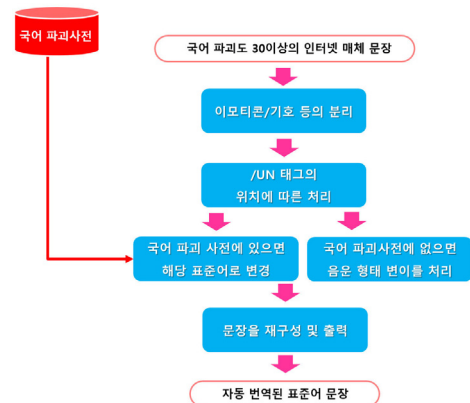 국어 파괴사전
국어 파괴도 30이상의 인터넷 매체 문장
이모티콘/기호 등의 분리
/UN 태그의
위치에 따른 처리
국어 파괴 사전에 있으면
해당 표준어로 변경
국어 파괴사전에 없으면
음운 형태 변이를 처리
문장을 재구성 및 출력
자동 번역된 표준어 문장